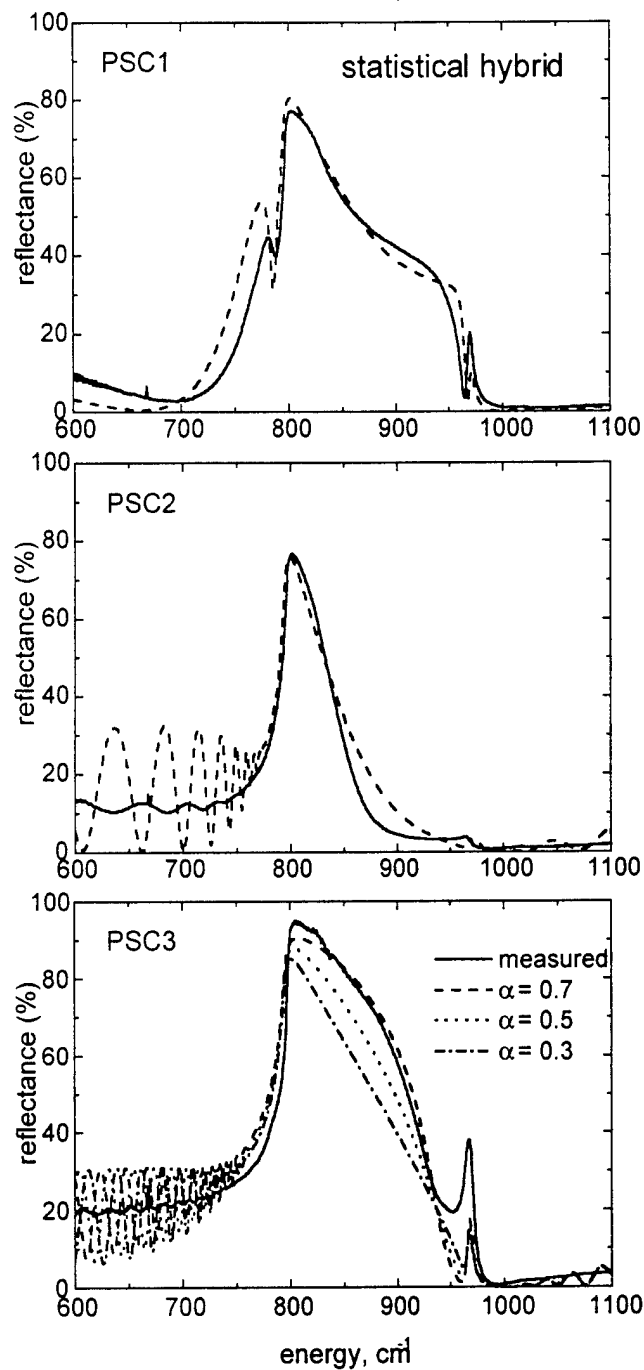 100
80
60
40
20
0
reflectance (%)
PSC1
statistical hybrid
600 700 800 900 1000 1100
100
80
60
40
20
0
reflectance (%)
PSC2
600 700 800 900 1000 1100
100
80
60
40
20
0
reflectance (%)
PSC3
measured
α= 0.7
α= 0.5
α= 0.3
600 700 800 900 1000 1100
energy, cm-1